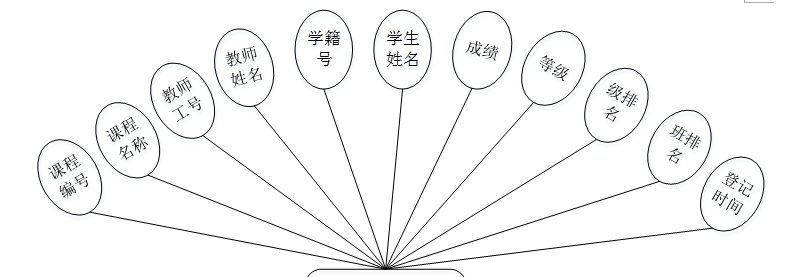 课程
编号
课程
名称
教师
工号
教师
姓名
学籍
号
学生
姓名
成绩
等级
级排
名
班排
名
登记
时间